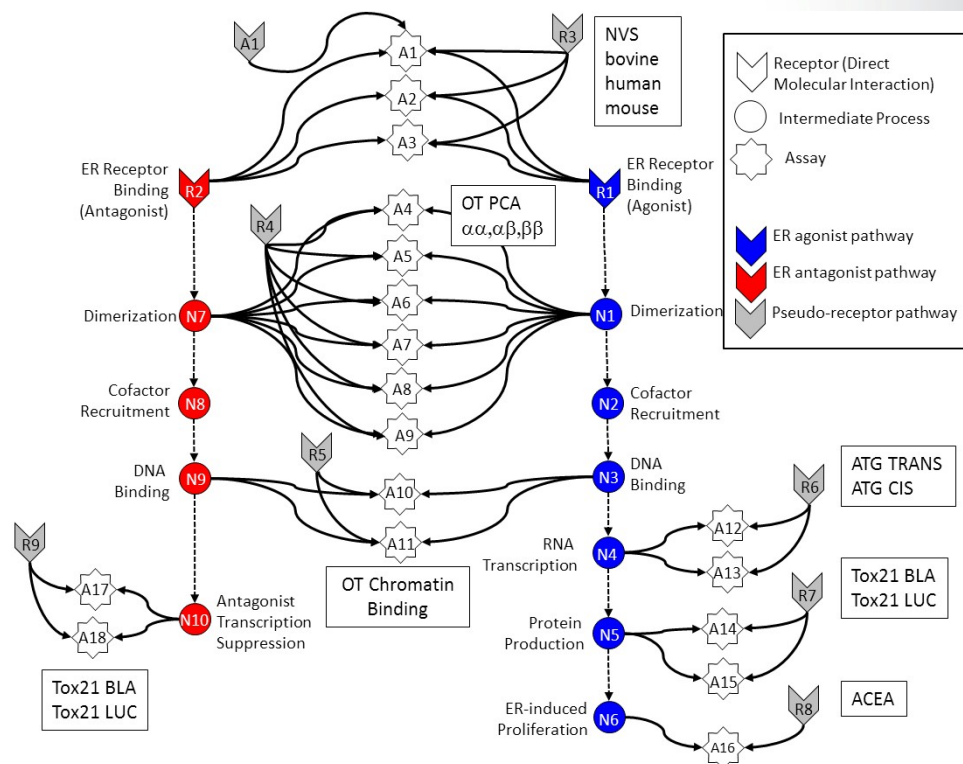 A1
R3
A1
A2
A3
NVS
bovine
human
mouse
Receptor (Direct
Molecular Interaction)
Intermediate Process
Assay
ER agonist pathway
ER antagonist pathway
Pseudo-receptor pathway
ER Receptor
Binding
(Antagonist)
R2
R1
ER Receptor
Binding
(Agonist)
R4
A4
OT PCA
αα,αβ,ββ
A5
A6
Dimerization
N7
N1
Dimerization
A7
A8
A9
Cofactor
Recruitment
N8
N2
Cofactor
Recruitment
DNA
Binding
N9
R5
A10
A11
N3
DNA
Binding
OT Chromatin
Binding
R6
ATG TRANS
ATG CIS
RNA
Transcription
N4
A12
A13
R9
A17
A18
N10
Antagonist
Transcription
Suppression
Tox21 BLA
Tox21 LUC
R7
Tox21 BLA
Tox21 LUC
Protein
Production
N5
A14
A15
ER-induced
Proliferation
N6
A16
R8
ACEA